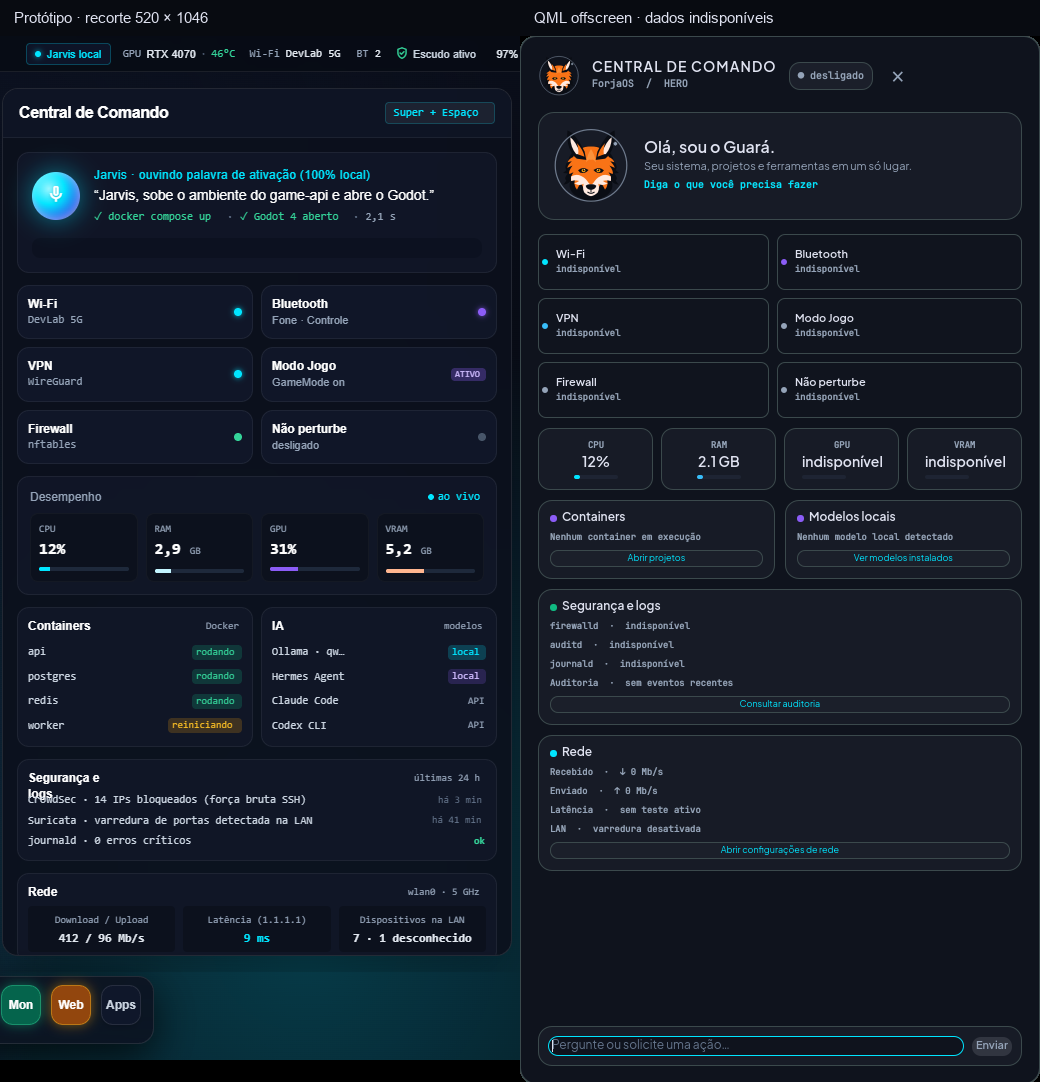 Protótipo · recorte 520 × 1046
Jarvis local
GPU RTX 4070 · 46°C
Wi-Fi DevLab 5G
BT 2
Escudo ativo
97%
Central de Comando
Super + Espaço
Jarvis · ouvindo palavra de ativação (100% local)
“Jarvis, sobe o ambiente do game-api e abre o Godot.”
✓ docker compose up · ✓ Godot 4 aberto · 2,1 s
Wi-Fi
DevLab 5G
Bluetooth
Fone · Controle
VPN
WireGuard
Modo Jogo
GameMode on
ATIVO
Firewall
nftables
Não perturbe
desligado
Desempenho
ao vivo
CPU
12%
RAM
2,9 GB
GPU
31%
VRAM
5,2 GB
Containers
Docker
api
rodando
postgres
rodando
redis
rodando
worker
reiniciando
IA
modelos
Ollama · qw…
local
Hermes Agent
local
Claude Code
API
Codex CLI
API
Segurança e
logs
últimas 24 h
CrowdSec · 14 IPs bloqueados (força bruta SSH)
há 3 min
Suricata · varredura de portas detectada na LAN
há 41 min
journald · 0 erros críticos
ok
Rede
wlan0 · 5 GHz
Download / Upload
412 / 96 Mb/s
Latência (1.1.1.1)
9 ms
Dispositivos na LAN
7 · 1 desconhecido
Mon
Web
Apps
QML offscreen · dados indisponíveis
CENTRAL DE COMANDO
ForjaOS / HERO
desligado
×
Olá, sou o Guará.
Seu sistema, projetos e ferramentas em um só lugar.
Diga o que você precisa fazer
Wi-Fi
indisponível
Bluetooth
indisponível
VPN
indisponível
Modo Jogo
indisponível
Firewall
indisponível
Não perturbe
indisponível
CPU
12%
RAM
2.1 GB
GPU
indisponível
VRAM
indisponível
Containers
Nenhum container em execução
Abrir projetos
Modelos locais
Nenhum modelo local detectado
Ver modelos instalados
Segurança e logs
firewalld · indisponível
auditd · indisponível
journald · indisponível
Auditoria · sem eventos recentes
Consultar auditoria
Rede
Recebido · ↓ 0 Mb/s
Enviado · ↑ 0 Mb/s
Latência · sem teste ativo
LAN · varredura desativada
Abrir configurações de rede
Pergunte ou solicite uma ação...
Enviar